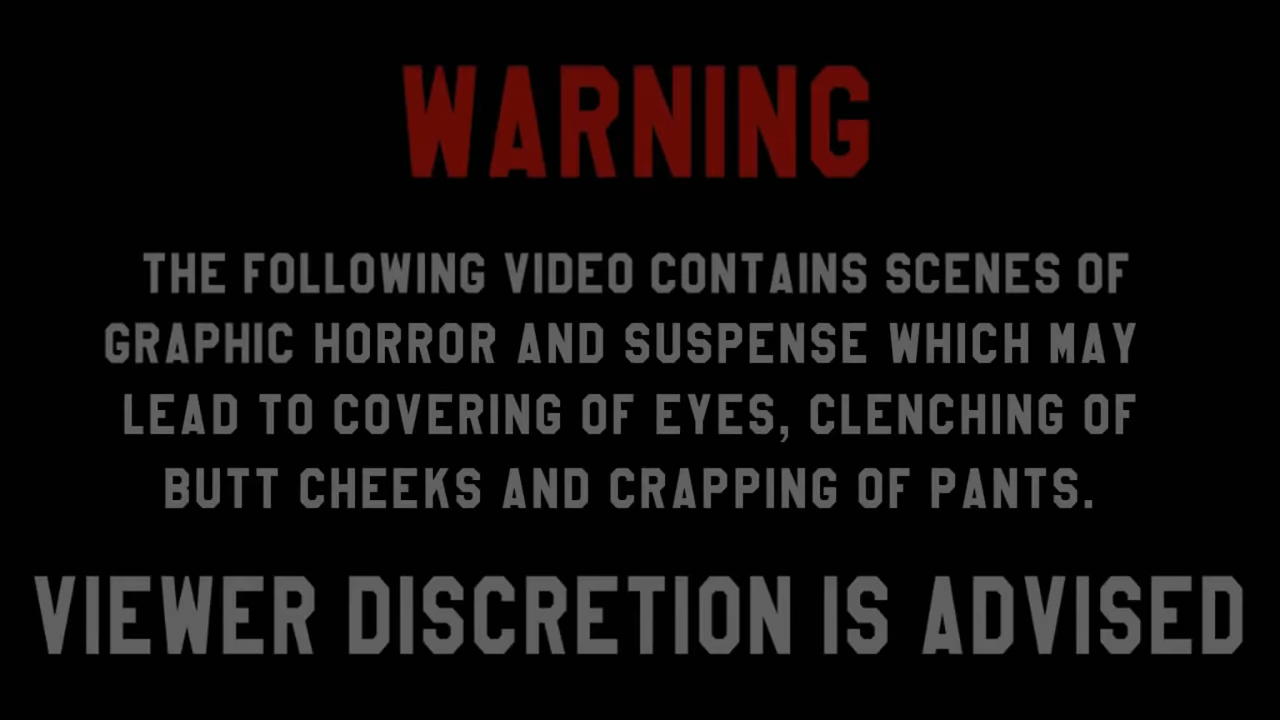 WARNING
THE FOLLOWING VIDEO CONTAINS SCENES OF
GRAPHIC HORROR AND SUSPENSE WHICH MAY
LEAD TO COVERING OF EYES, CLENCHING OF
BUTT CHEEKS AND CRAPPING OF PANTS.
VIEWER DISCRETION IS ADVISED